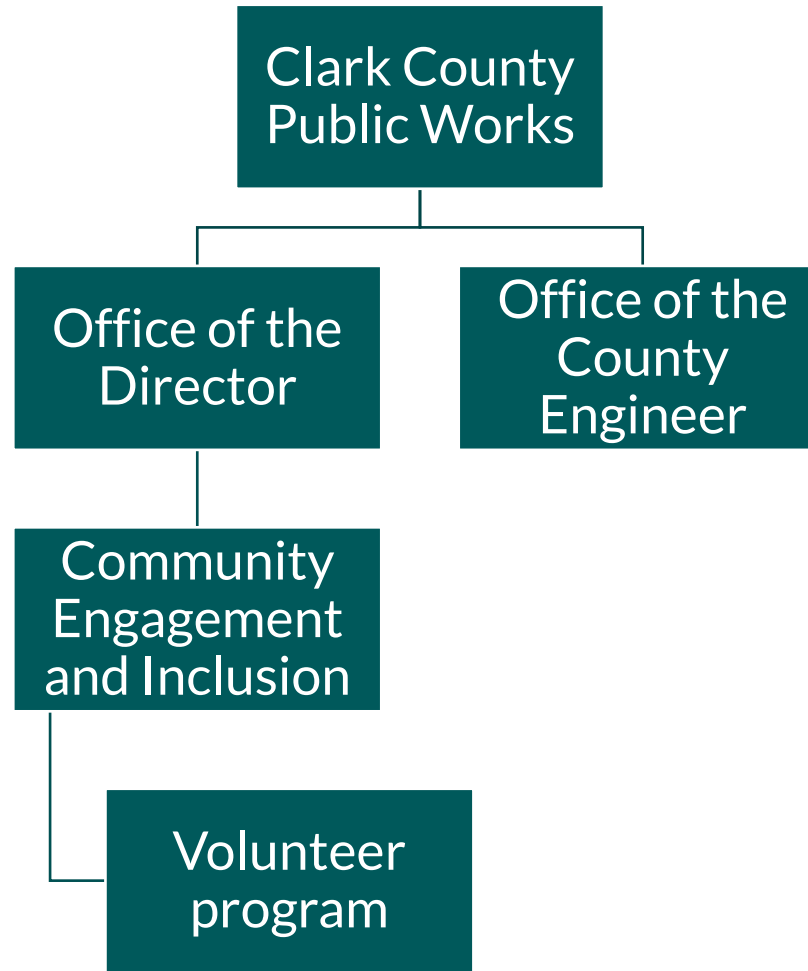 Clark County
Public Works
Office of the
Director
Office of the
County
Engineer
Community
Engagement
and Inclusion
Volunteer
program